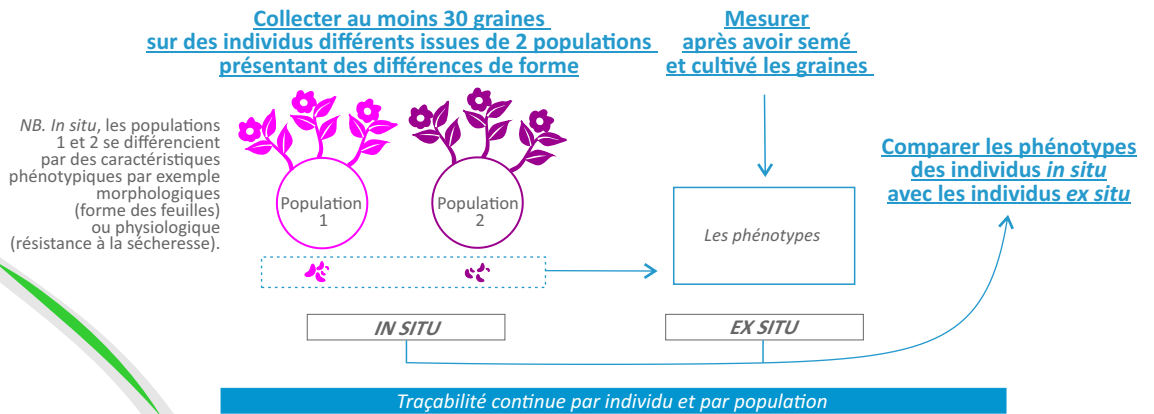 Collecter au moins 30 graines
sur des individus différents issues de 2 populations
présentant des différences de forme
Mesurer
après avoir semé
et cultivé les graines
NB. In situ, les populations
1 et 2 se différencient
par des caractéristiques
phénotypiques par exemple
morphologiques
(forme des feuilles)
ou physiologique
(résistance à la sécheresse).
Population
1
Population
2
Les phénotypes
Comparer les phénotypes
des individus in situ
avec les individus ex situ
IN SITU
EX SITU
Traçabilité continue par individu et par population